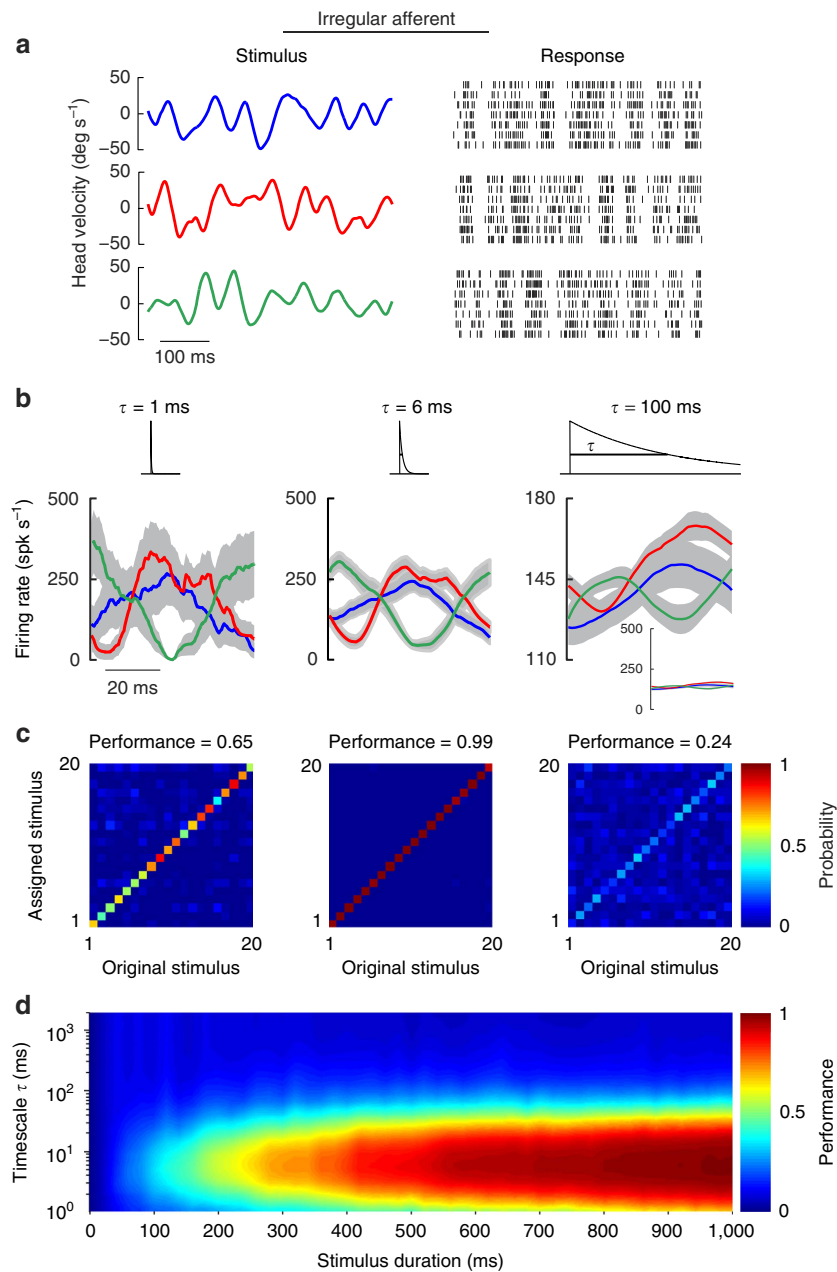 Irregular afferent
a
Stimulus
Response
Head velocity (deg s⁻¹)
50
0
−50
50
0
−50
50
0
−50
100 ms
b
τ = 1 ms
τ = 6 ms
τ = 100 ms
τ
Firing rate (spk s⁻¹)
500
250
0
20 ms
500
250
0
180
145
110
500
250
0
c
Performance = 0.65
Performance = 0.99
Performance = 0.24
Assigned stimulus
20
1
1 20
Original stimulus
20
1
1 20
Original stimulus
20
1
1 20
Original stimulus
1
0.5
0
Probability
d
Timescale τ (ms)
10³
10²
10¹
10⁰
0 100 200 300 400 500 600 700 800 900 1,000
Stimulus duration (ms)
1
0.5
0
Performance